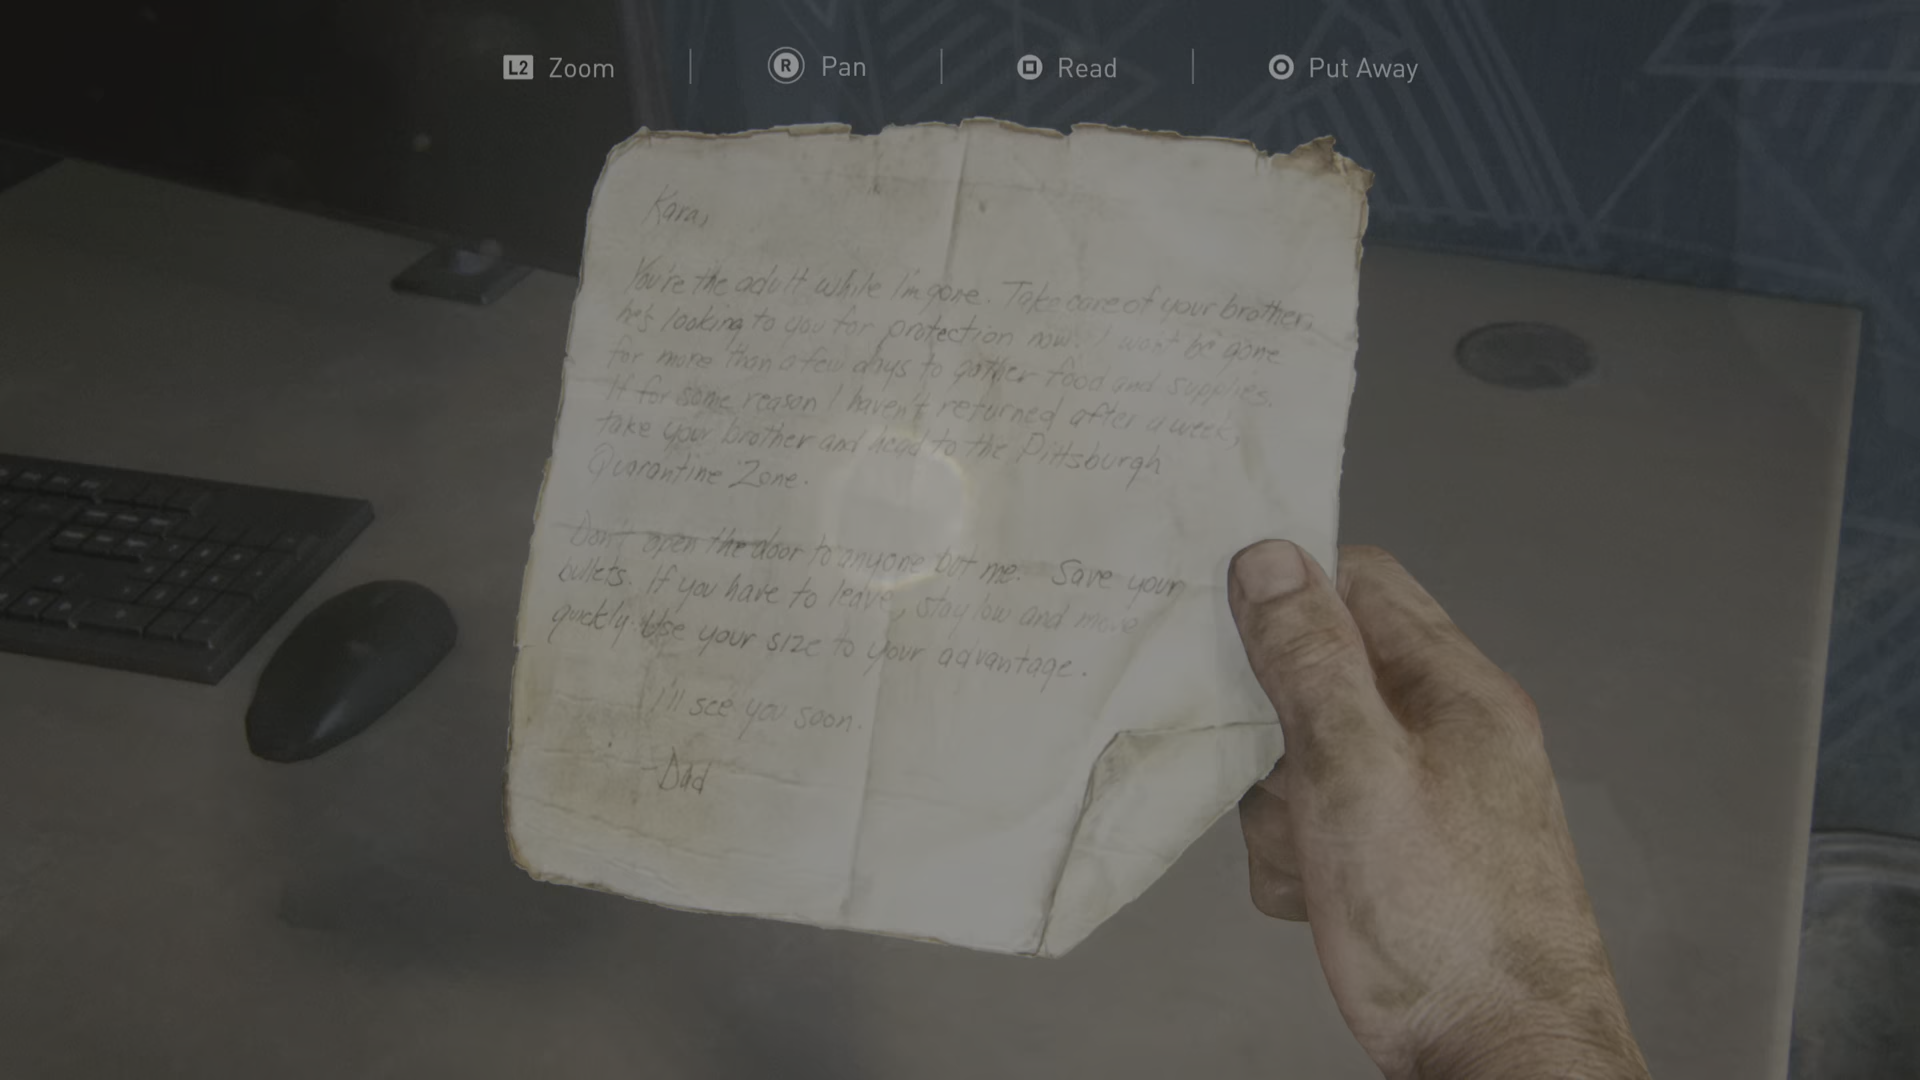 L2 Zoom | R Pan | Read | Put Away
Kara,
You're the adult while I'm gone. Take care of your brother,
he's looking to you for protection now. I won't be gone
for more than a few days to gather food and supplies.
If for some reason I haven't returned after a week,
take your brother and head to the Pittsburgh
Quarantine Zone.
Don't open the door to anyone but me. Save your
bullets. If you have to leave, stay low and move
quickly. Use your size to your advantage.
I'll see you soon.
-Dad